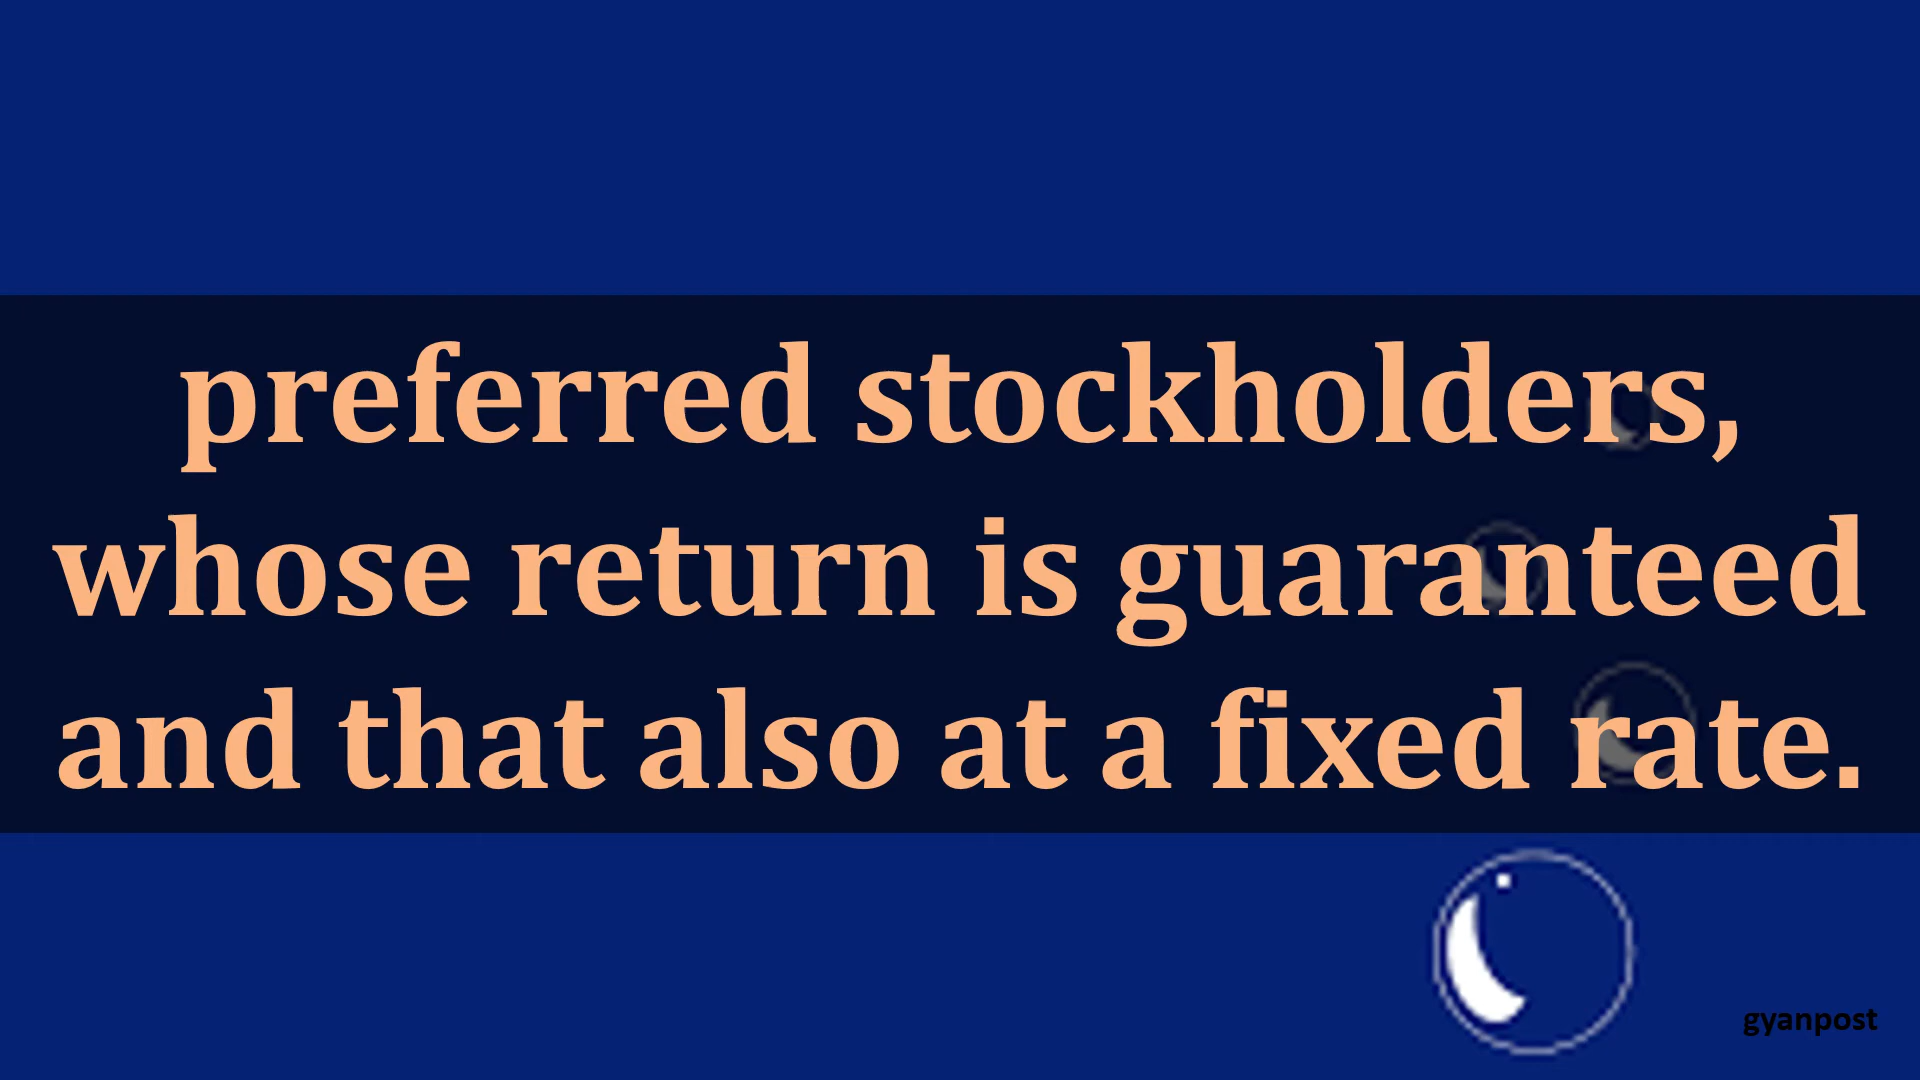 preferred stockholders,
whose return is guaranteed
and that also at a fixed rate.
gyanpost